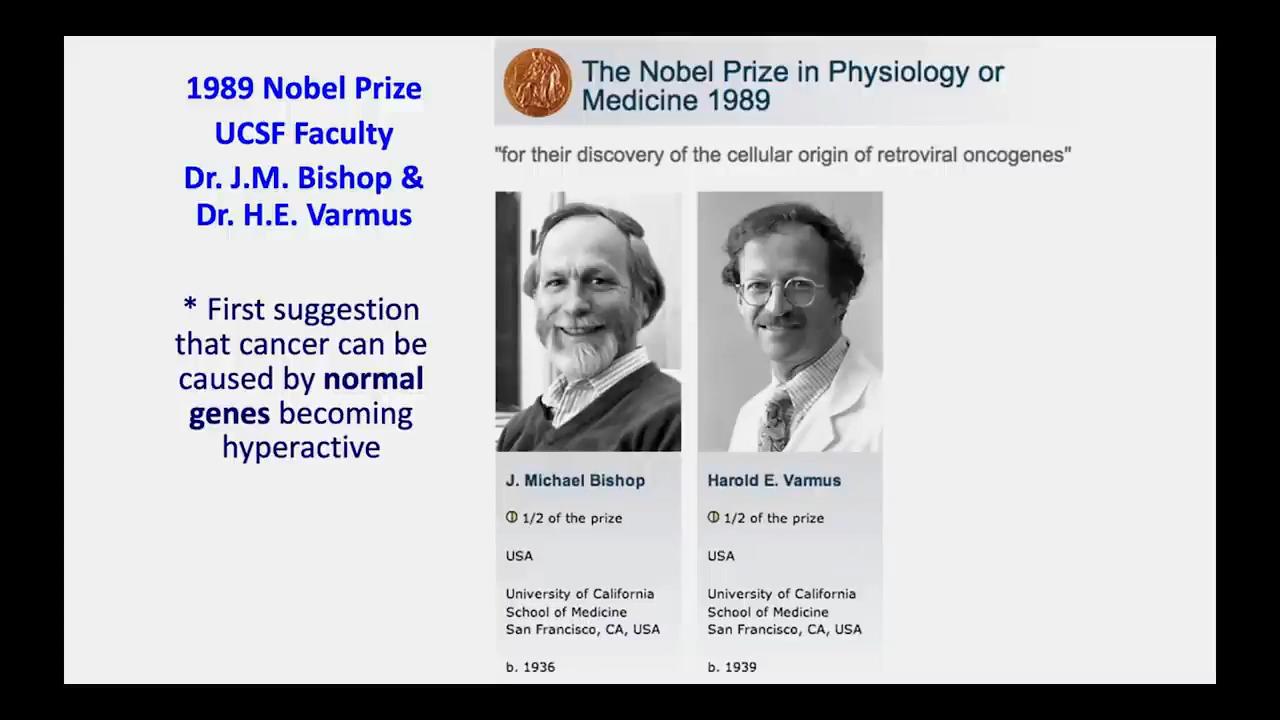 1989 Nobel Prize
UCSF Faculty
Dr. J.M. Bishop &
Dr. H.E. Varmus
* First suggestion
that cancer can be
caused by normal
genes becoming
hyperactive
The Nobel Prize in Physiology or
Medicine 1989
"for their discovery of the cellular origin of retroviral oncogenes"
J. Michael Bishop
1/2 of the prize
USA
University of California
School of Medicine
San Francisco, CA, USA
b. 1936
Harold E. Varmus
1/2 of the prize
USA
University of California
School of Medicine
San Francisco, CA, USA
b. 1939